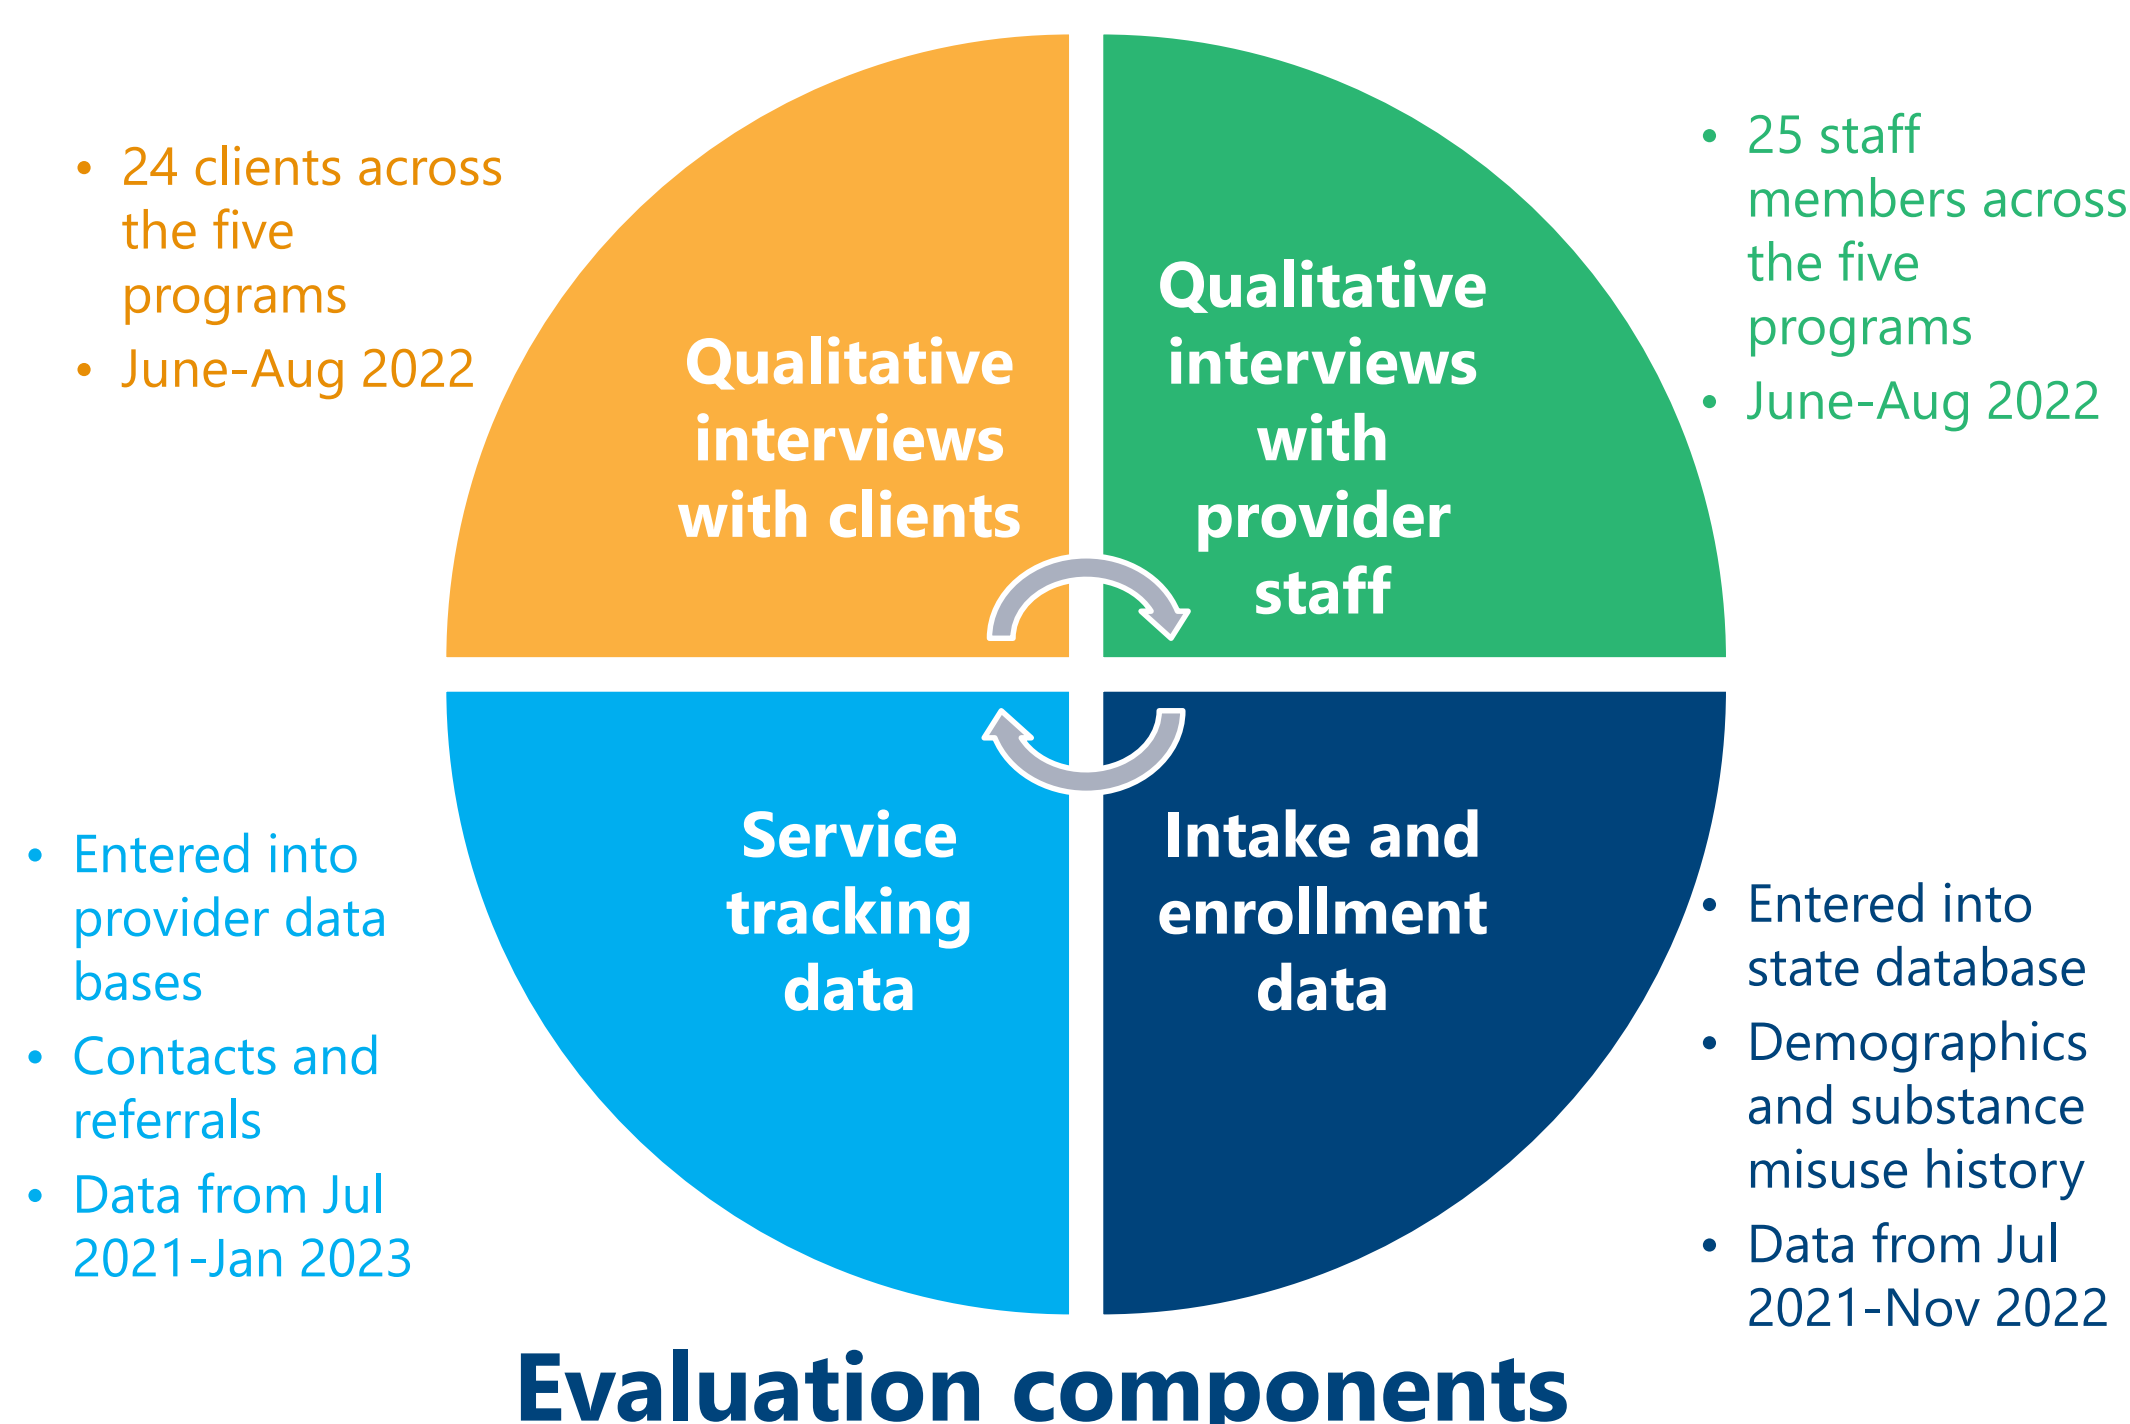 • 24 clients across
the five
programs
• June-Aug 2022
Qualitative
interviews
with clients
Qualitative
interviews
with
provider
staff
• 25 staff
members across
the five
programs
• June-Aug 2022
• Entered into
provider data
bases
• Contacts and
referrals
• Data from Jul
2021-Jan 2023
Service
tracking
data
Intake and
enrollment
data
• Entered into
state database
• Demographics
and substance
misuse history
• Data from Jul
2021-Nov 2022
Evaluation components